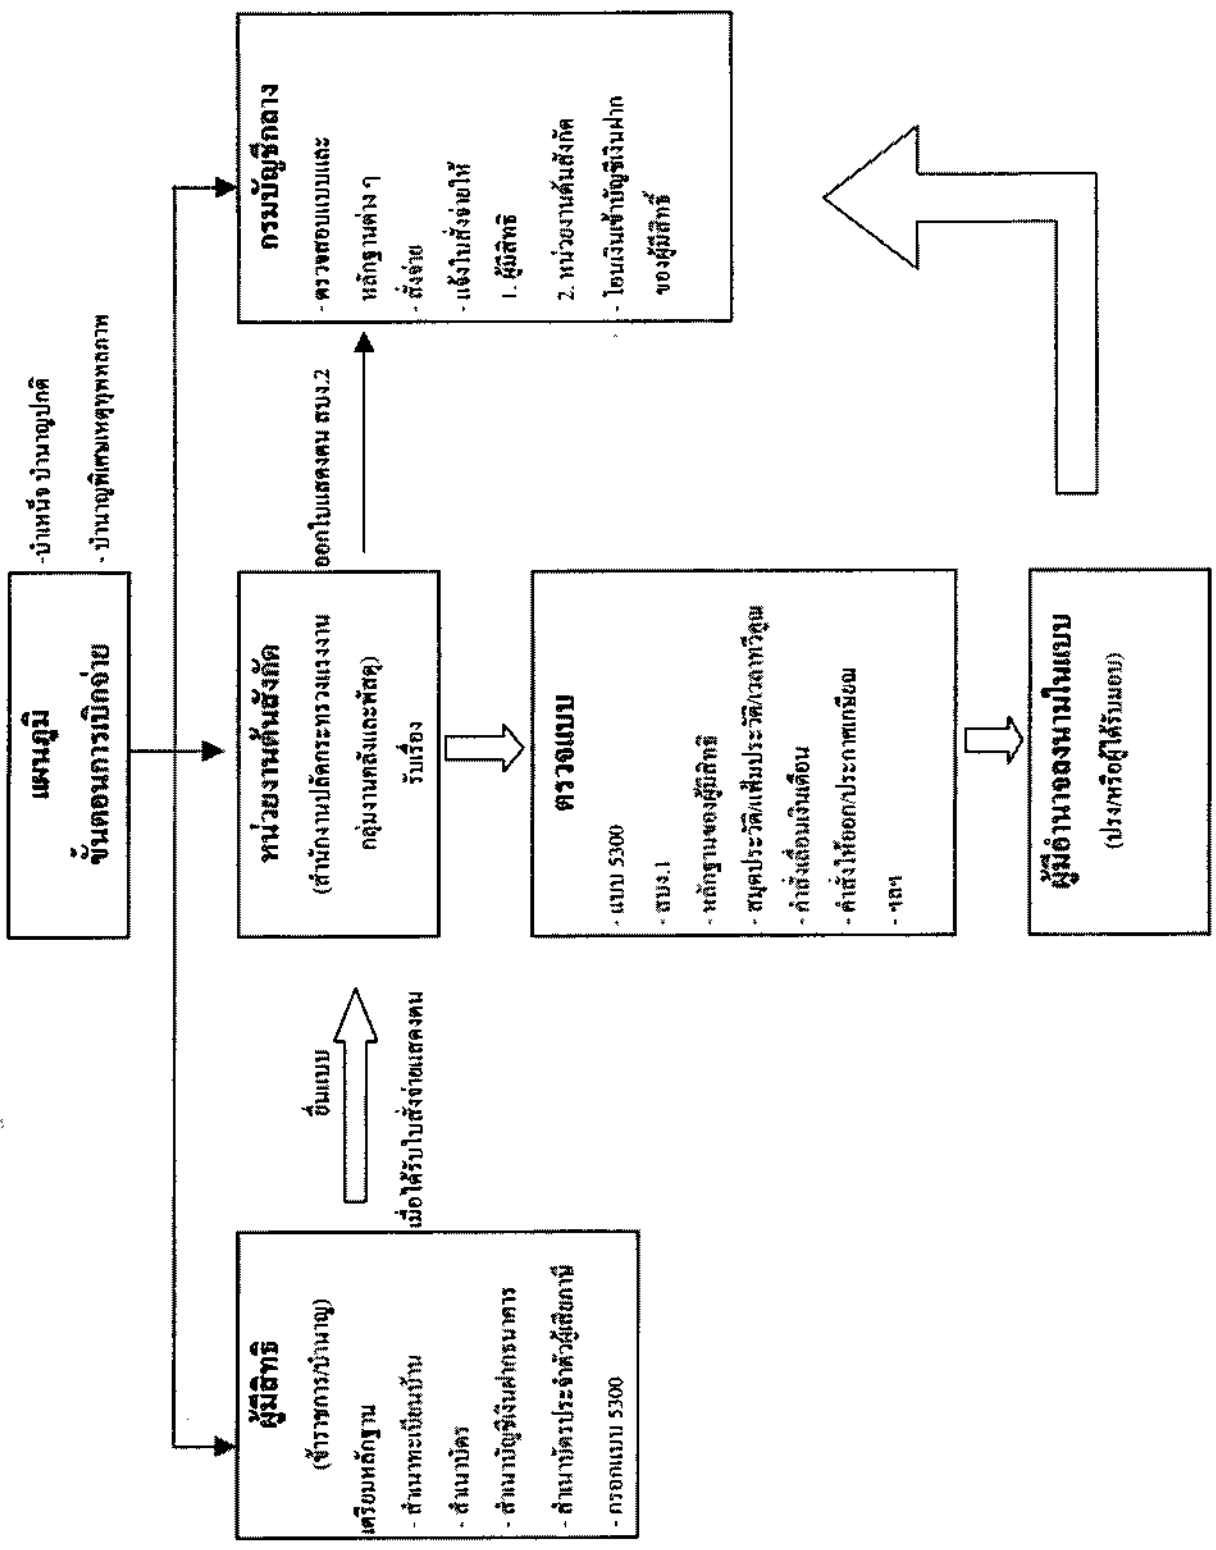 แผนภูมิ
ขั้นตอนการเบิกจ่าย
-บำเหน็จ บำนาญปกติ
- บำนาญพิเศษเหตุทุพพลภาพ
ผู้มีสิทธิ
(ข้าราชการ/บำนาญ)
เตรียมหลักฐาน
- สำเนาทะเบียนบ้าน
- สำเนาบัตร
- สำเนาบัญชีเงินฝากธนาคาร
- สำเนาบัตรประจำตัวผู้เสียภาษี
- กรอกแบบ 5300
ยื่นแบบ
เมื่อได้รับใบสั่งจ่ายแสดงตน
หน่วยงานต้นสังกัด
(สำนักงานปลัดกระทรวงแรงงาน
กลุ่มงานคลังและพัสดุ)
รับเรื่อง
ออกใบแสดงตน สบง.2
กรมบัญชีกลาง
- ตรวจสอบแบบและ
หลักฐานต่าง ๆ
- สั่งจ่าย
- แจ้งใบสั่งจ่ายให้
1. ผู้มีสิทธิ
2. หน่วยงานต้นสังกัด
- โอนเงินเข้าบัญชีเงินฝาก
ของผู้มีสิทธิ์
ตรวจแบบ
- แบบ 5300
- สบง.1
- หลักฐานของผู้มีสิทธิ
- สมุดประวัติ/แฟ้มประวัติ/เวลาทวีคูณ
- คำสั่งเลื่อนเงินเดือน
- คำสั่งให้ออก/ประกาศเกษียณ
- ฯลฯ
ผู้มีอำนาจลงนามในแบบ
(ปรง/หรือผู้ได้รับมอบ)